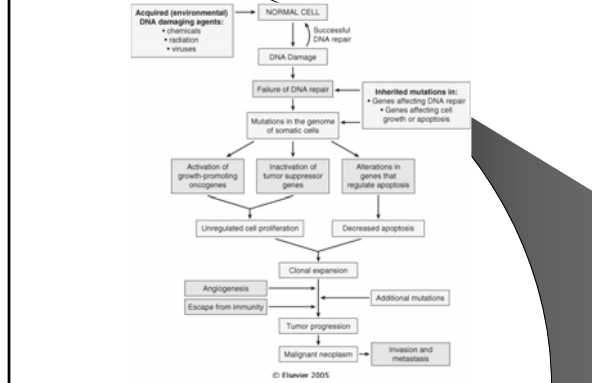 Acquired (environmental)
DNA damaging agents:
• chemicals
• radiation
• viruses
NORMAL CELL
Successful
DNA repair
DNA Damage
Failure of DNA repair
Inherited mutations in:
• Genes affecting DNA repair
• Genes affecting cell
growth or apoptosis
Mutations in the genome
of somatic cells
Activation of
growth-promoting
oncogenes
Inactivation of
tumor suppressor
genes
Alterations in
genes that
regulate apoptosis
Unregulated cell proliferation
Decreased apoptosis
Clonal expansion
Angiogenesis
Escape from immunity
Additional mutations
Tumor progression
Malignant neoplasm
Invasion and
metastasis
© Elsevier 2005